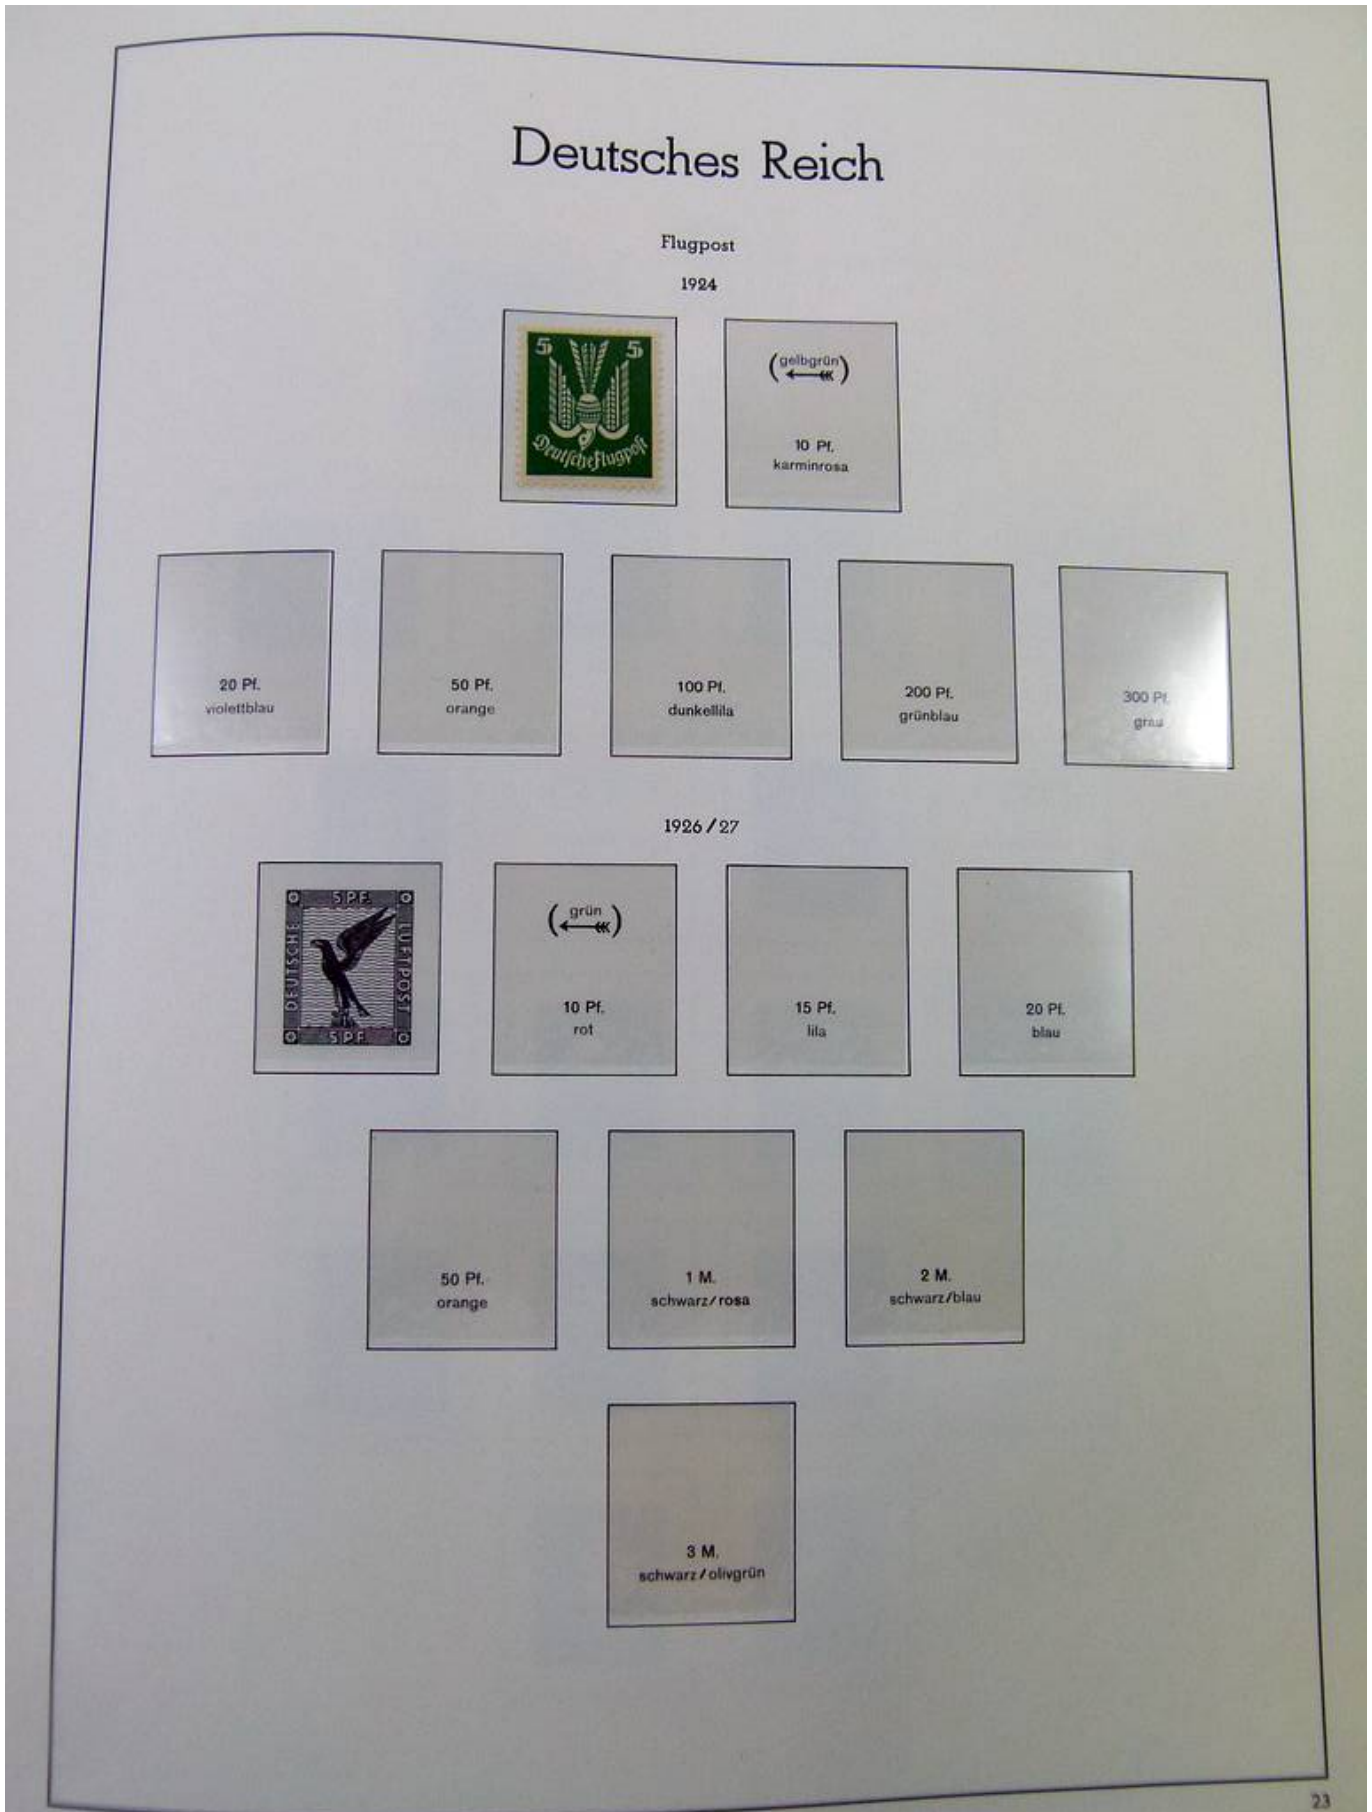 Deutsches Reich
Flugpost
1924
5 5
Deutsche Flugpost
(gelbgrün)
10 Pf.
karminrosa
20 Pf.
violettblau
50 Pf.
orange
100 Pf.
dunkellila
200 Pf.
grünblau
300 Pf.
grau
1926/27
5 PF.
DEUTSCHE
LUFTPOST
5 PF.
(grün)
10 Pf.
rot
15 Pf.
lila
20 Pf.
blau
50 Pf.
orange
1 M.
schwarz/rosa
2 M.
schwarz/blau
3 M.
schwarz/olivgrün
23